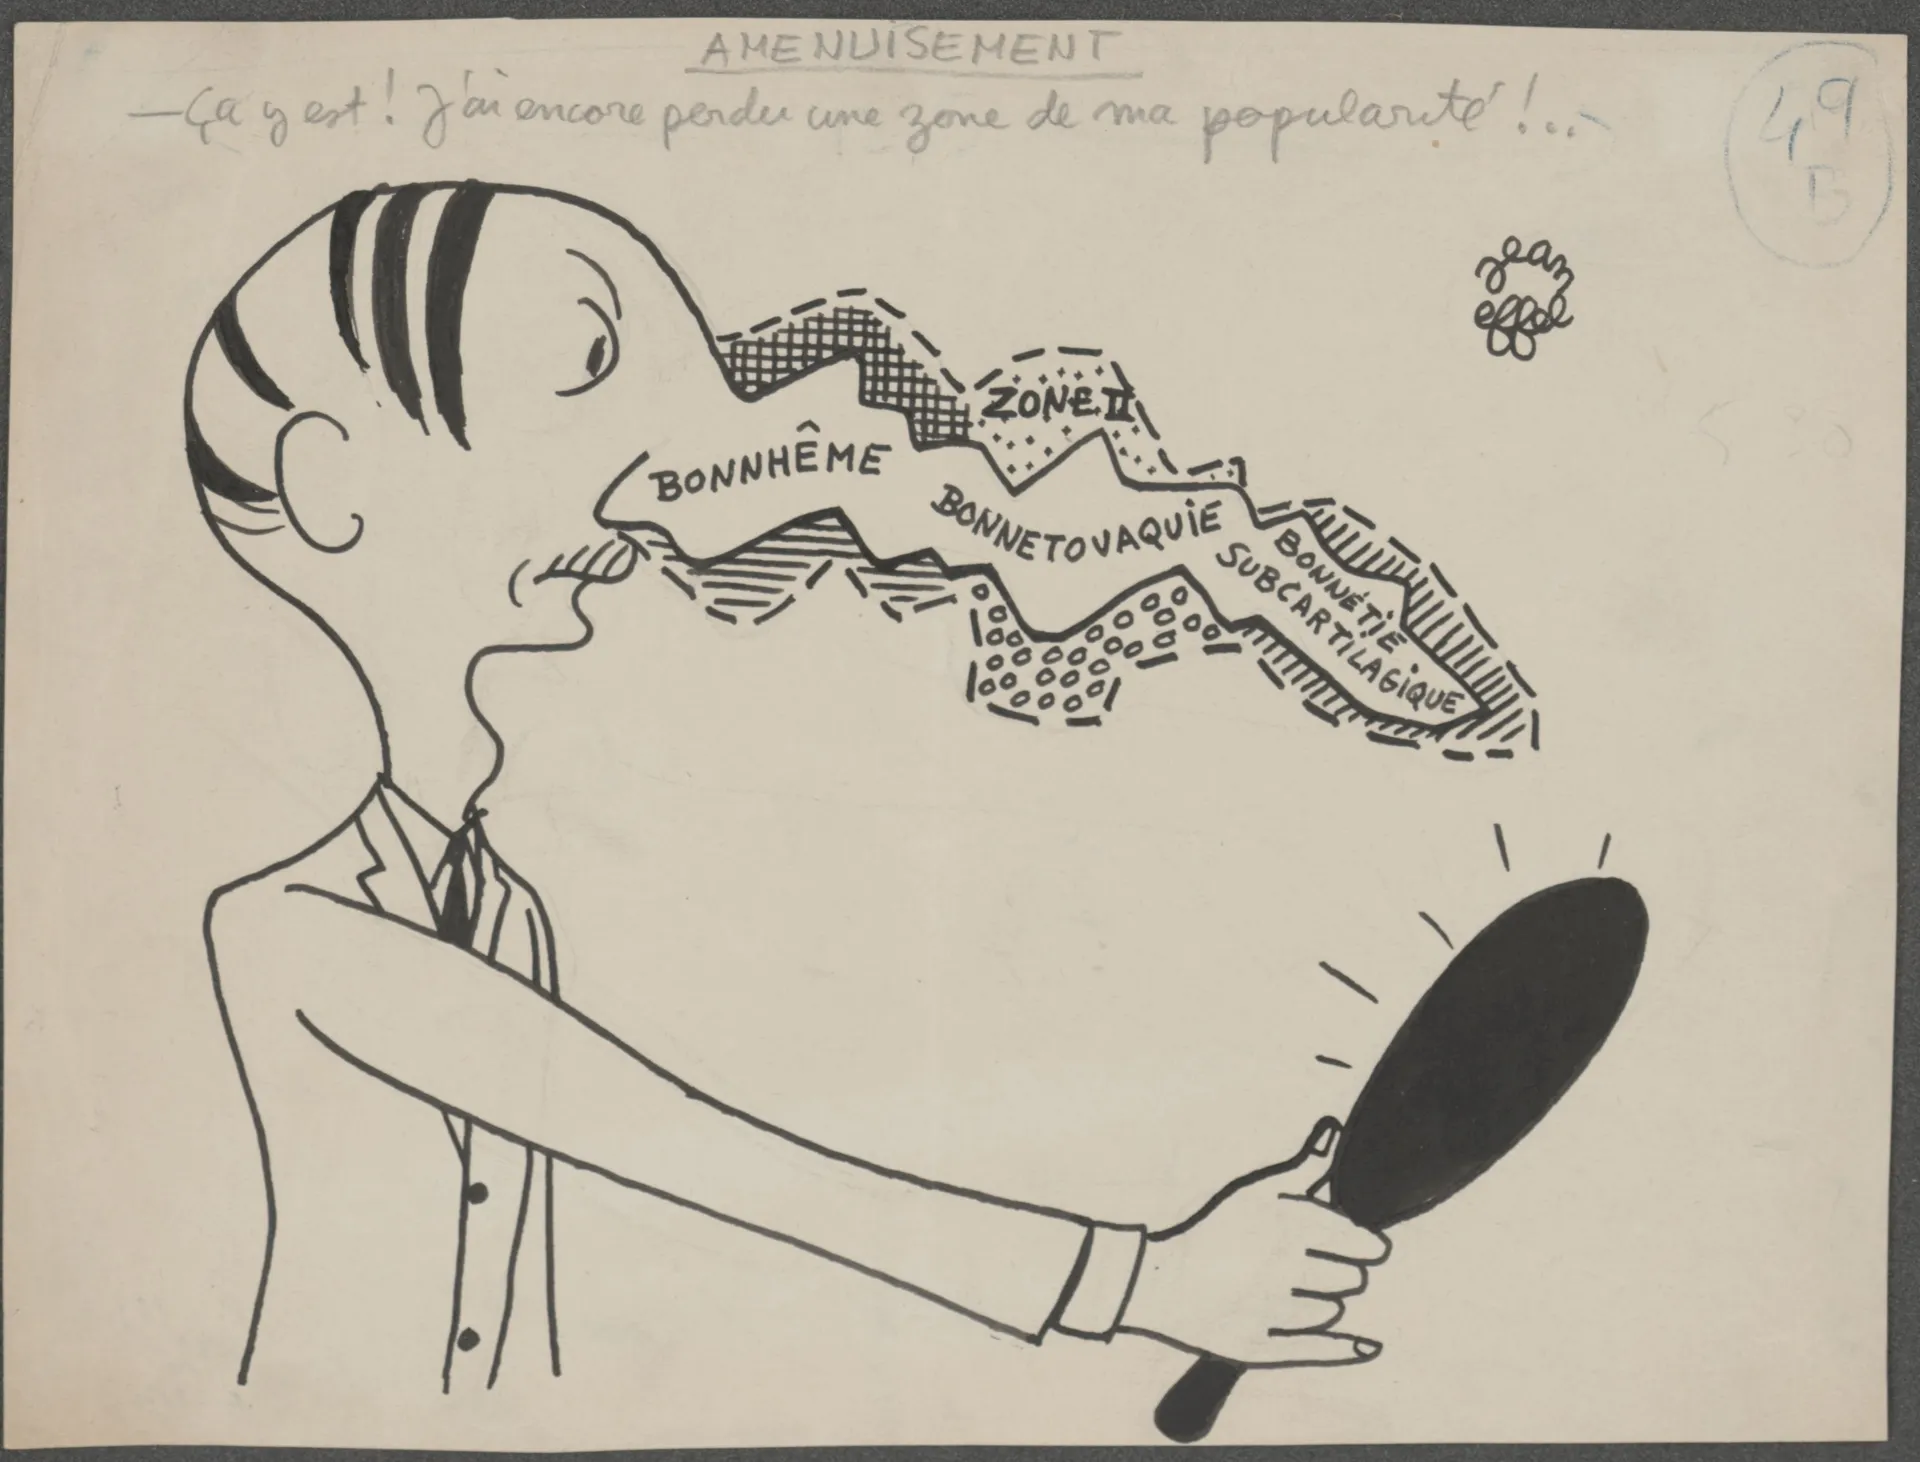 AMENUISEMENT
— Ça y est ! J'ai encore perdu une zone de ma popularité !...
49
B
jean
effel
ZONE II
BONNHÊME
BONNETOVAQUIE
BONNÉTIE
SUBCARTILAGIQUE